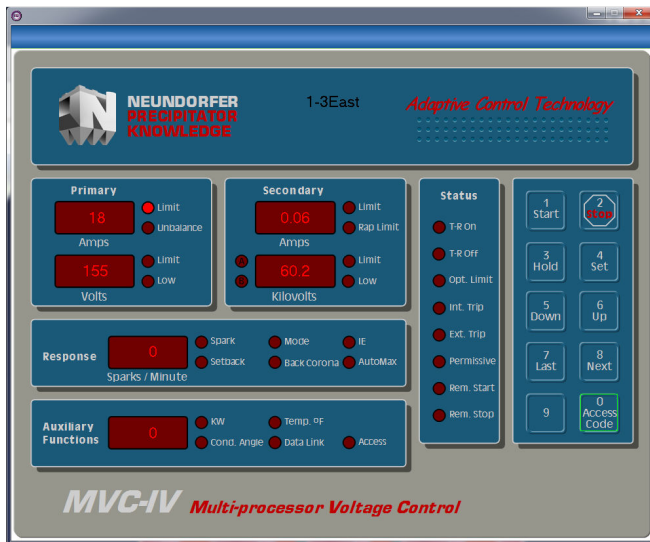 NEUNDORFER
PRECIPITATOR
KNOWLEDGE
N
1-3East
Adaptive Control Technology
Primary
18
Amps
Limit
Unbalance
155
Volts
Limit
Low
Secondary
0.06
Amps
Limit
Rap Limit
A
B
60.2
Kilovolts
Limit
Low
Status
T-R On
T-R Off
Opt. Limit
Int. Trip
Ext. Trip
Permissive
Rem. Start
Rem. Stop
1
Start
2
Stop
3
Hold
4
Set
5
Down
6
Up
7
Last
8
Next
9
0
Access
Code
Response
0
Sparks / Minute
Spark
Setback
Mode
Back Corona
IE
AutoMax
Auxiliary
Functions
0
KW
Cond. Angle
Temp. ºF
Data Link
Access
MVC-IV Multi-processor Voltage Control